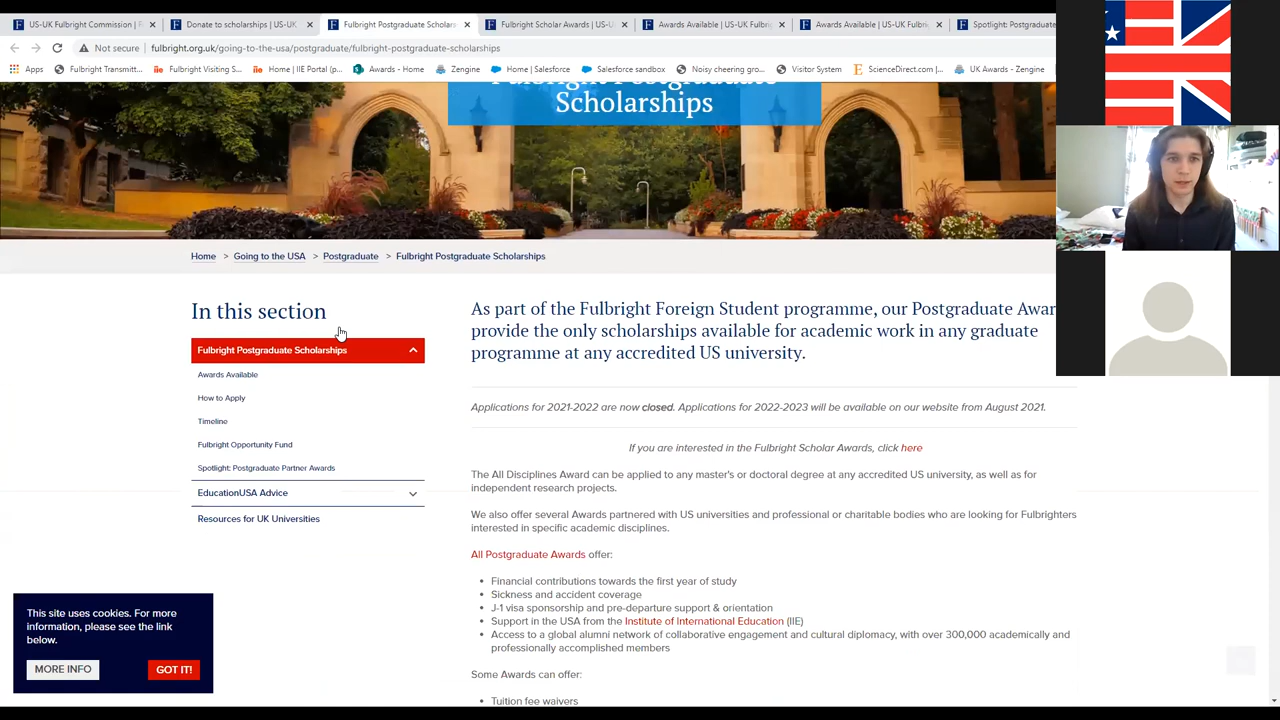 US-UK Fulbright Commission | F
Donate to scholarships | US-UK
Fulbright Postgraduate Scholars
Fulbright Scholar Awards | US-U
Awards Available | US-UK Fulbri
Awards Available | US-UK Fulbri
Spotlight: Postgraduate
Not secure
fulbright.org.uk/going-to-the-usa/postgraduate/fulbright-postgraduate-scholarships
Apps
Fulbright Transmitt...
Fulbright Visiting S...
Home | IIE Portal (p...
Awards - Home
Zengine
Home | Salesforce
Salesforce sandbox
Noisy cheering gro...
Visitor System
ScienceDirect.com |...
UK Awards - Zengine
Scholarships
Home > Going to the USA > Postgraduate > Fulbright Postgraduate Scholarships
In this section
Fulbright Postgraduate Scholarships
Awards Available
How to Apply
Timeline
Fulbright Opportunity Fund
Spotlight: Postgraduate Partner Awards
EducationUSA Advice
Resources for UK Universities
As part of the Fulbright Foreign Student programme, our Postgraduate Awar
provide the only scholarships available for academic work in any graduate
programme at any accredited US university.
Applications for 2021-2022 are now closed. Applications for 2022-2023 will be available on our website from August 2021.
If you are interested in the Fulbright Scholar Awards, click here
The All Disciplines Award can be applied to any master's or doctoral degree at any accredited US university, as well as for
independent research projects.
We also offer several Awards partnered with US universities and professional or charitable bodies who are looking for Fulbrighters
interested in specific academic disciplines.
All Postgraduate Awards offer:
• Financial contributions towards the first year of study
• Sickness and accident coverage
• J-1 visa sponsorship and pre-departure support & orientation
• Support in the USA from the Institute of International Education (IIE)
• Access to a global alumni network of collaborative engagement and cultural diplomacy, with over 300,000 academically and
professionally accomplished members
Some Awards can offer:
• Tuition fee waivers
This site uses cookies. For more
information, please see the link
below.
MORE INFO
GOT IT!